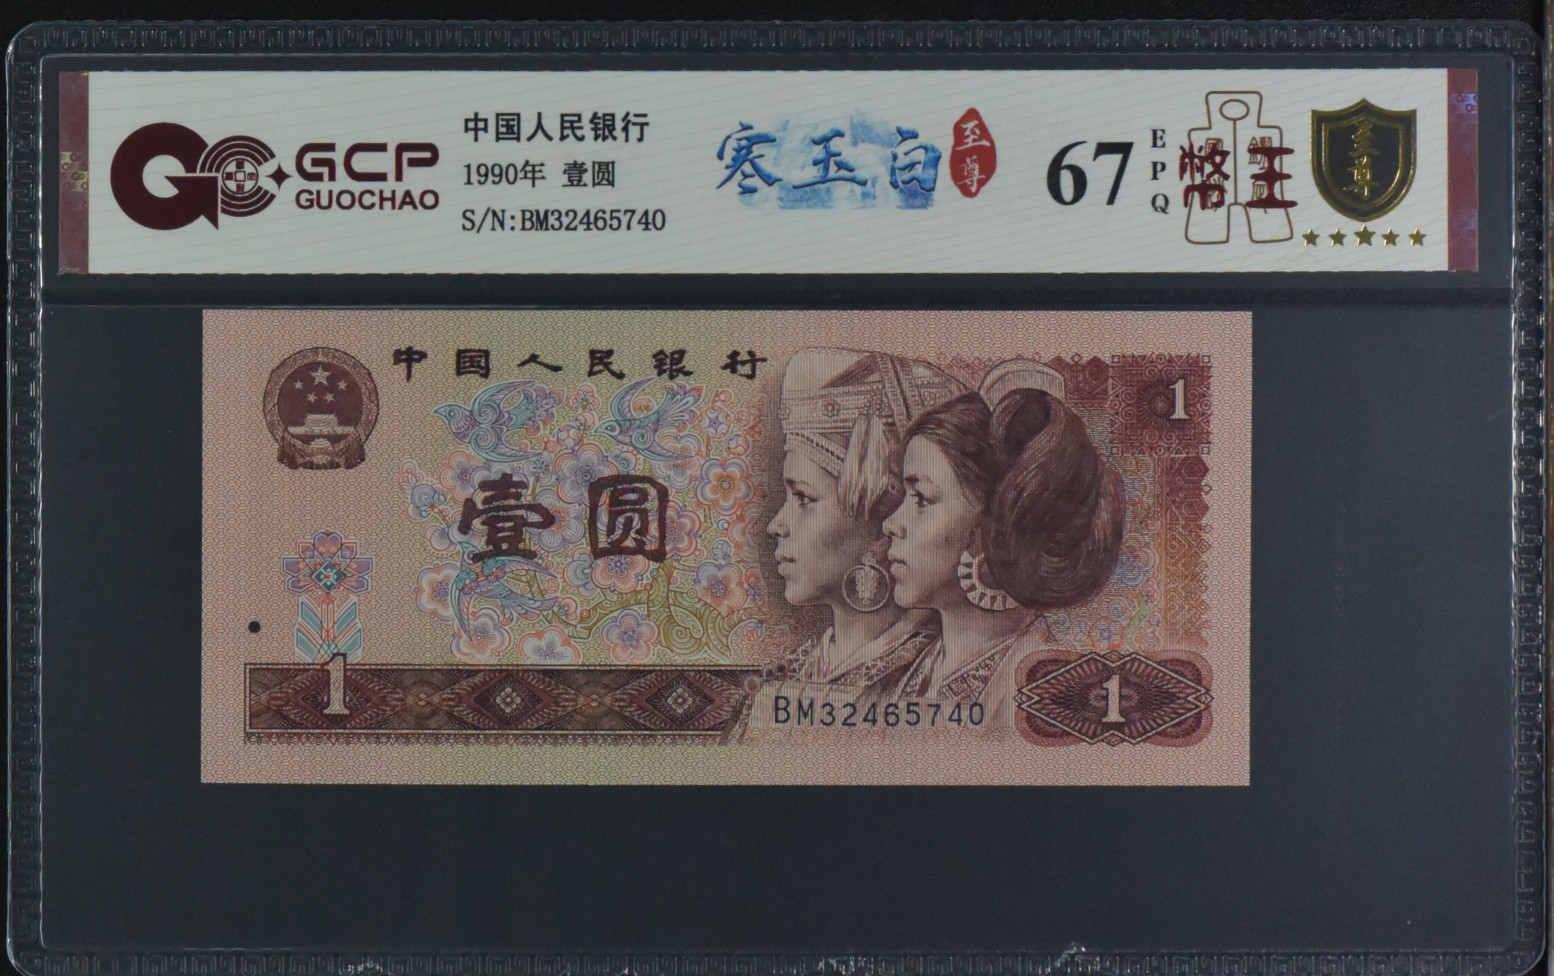 GCP
GUOCHAO
中国人民银行
1990年 壹圆
S/N:BM32465740
寒玉白
至尊
67
EPQ
至尊
中国人民银行
1
壹圆
1
BM32465740
1